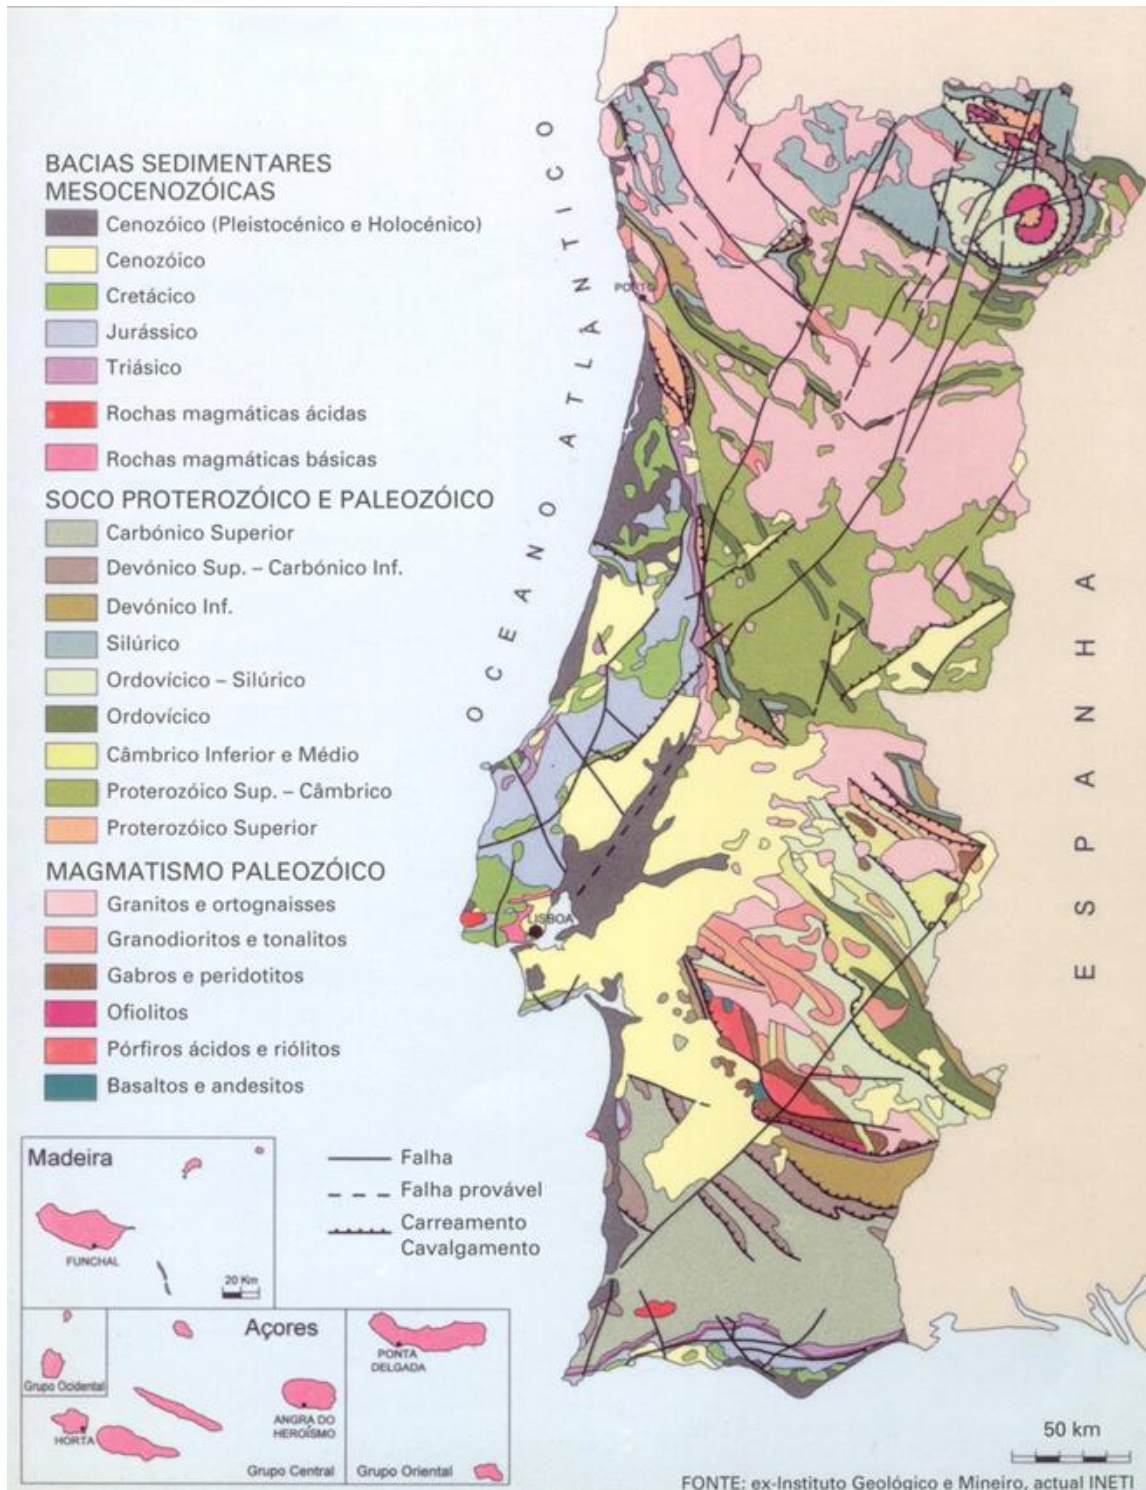 BACIAS SEDIMENTARES
MESOCENOZÓICAS
Cenozóico (Pleistocénico e Holocénico)
Cenozóico
Cretácico
Jurássico
Triásico
Rochas magmáticas ácidas
Rochas magmáticas básicas
SOCO PROTEROZÓICO E PALEOZÓICO
Carbónico Superior
Devónico Sup. – Carbónico Inf.
Devónico Inf.
Silúrico
Ordovícico – Silúrico
Ordovícico
Câmbrico Inferior e Médio
Proterozóico Sup. – Câmbrico
Proterozóico Superior
MAGMATISMO PALEOZÓICO
Granitos e ortognaisses
Granodioritos e tonalitos
Gabros e peridotitos
Ofiolitos
Pórfiros ácidos e riólitos
Basaltos e andesitos
OCEANO ATLÂNTICO
PORTO
LISBOA
ESPANHA
Falha
Falha provável
Carreamento
Cavalgamento
Madeira
FUNCHAL
20 Km
Açores
Grupo Ocidental
HORTA
ANGRA DO
HEROÍSMO
Grupo Central
PONTA
DELGADA
Grupo Oriental
50 km
FONTE: ex-Instituto Geológico e Mineiro, actual INETI